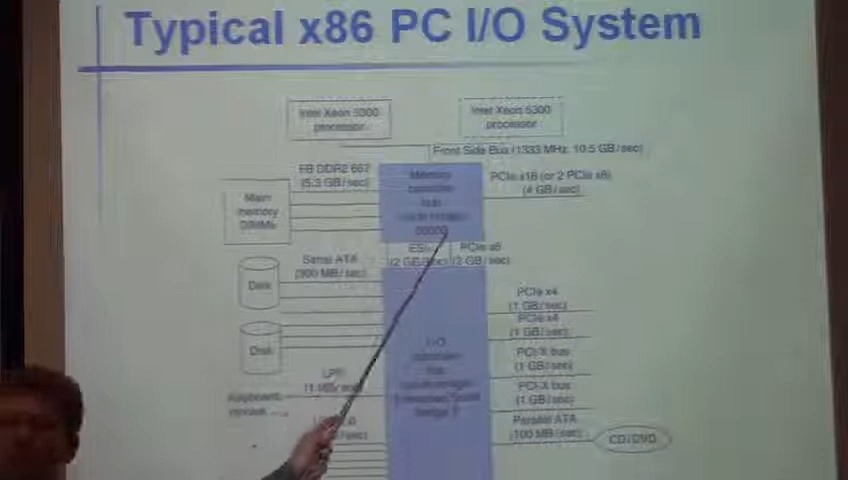 Typical x86 PC I/O System
Intel Xeon 5300
processor
Intel Xeon 5300
processor
Front Side Bus (1333 MHz, 10.5 GB/sec)
FB DDR2 667
(5.3 GB/sec)
Main
memory
DIMMs
Memory
controller
hub
PCIe x16 (or 2 PCIe x8)
(4 GB/sec)
ESI
(2 GB/sec)
PCIe x8
(2 GB/sec)
Serial ATA
(300 MB/sec)
Disk
Disk
PCIe x4
(1 GB/sec)
PCIe x4
(1 GB/sec)
PCI-X bus
(1 GB/sec)
PCI-X bus
(1 GB/sec)
Parallel ATA
(100 MB/sec)
CD/DVD
I/O
LPC
(1 MB/sec)
Keyboard,